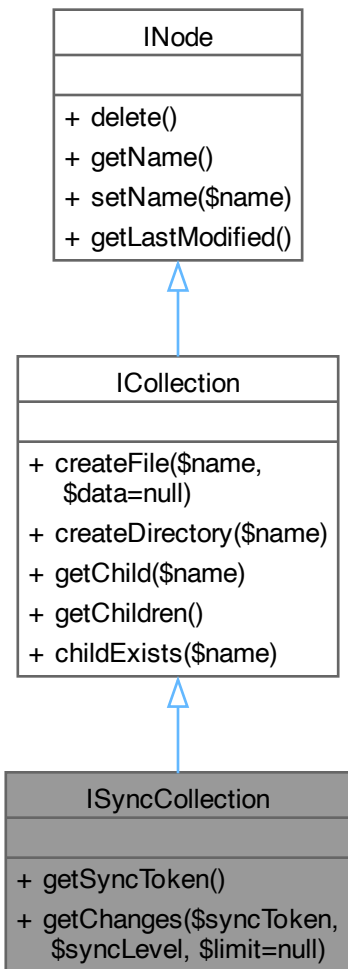 INode
+ delete()
+ getName()
+ setName($name)
+ getLastModified()
ICollection
+ createFile($name,
$data=null)
+ createDirectory($name)
+ getChild($name)
+ getChildren()
+ childExists($name)
ISyncCollection
+ getSyncToken()
+ getChanges($syncToken,
$syncLevel, $limit=null)